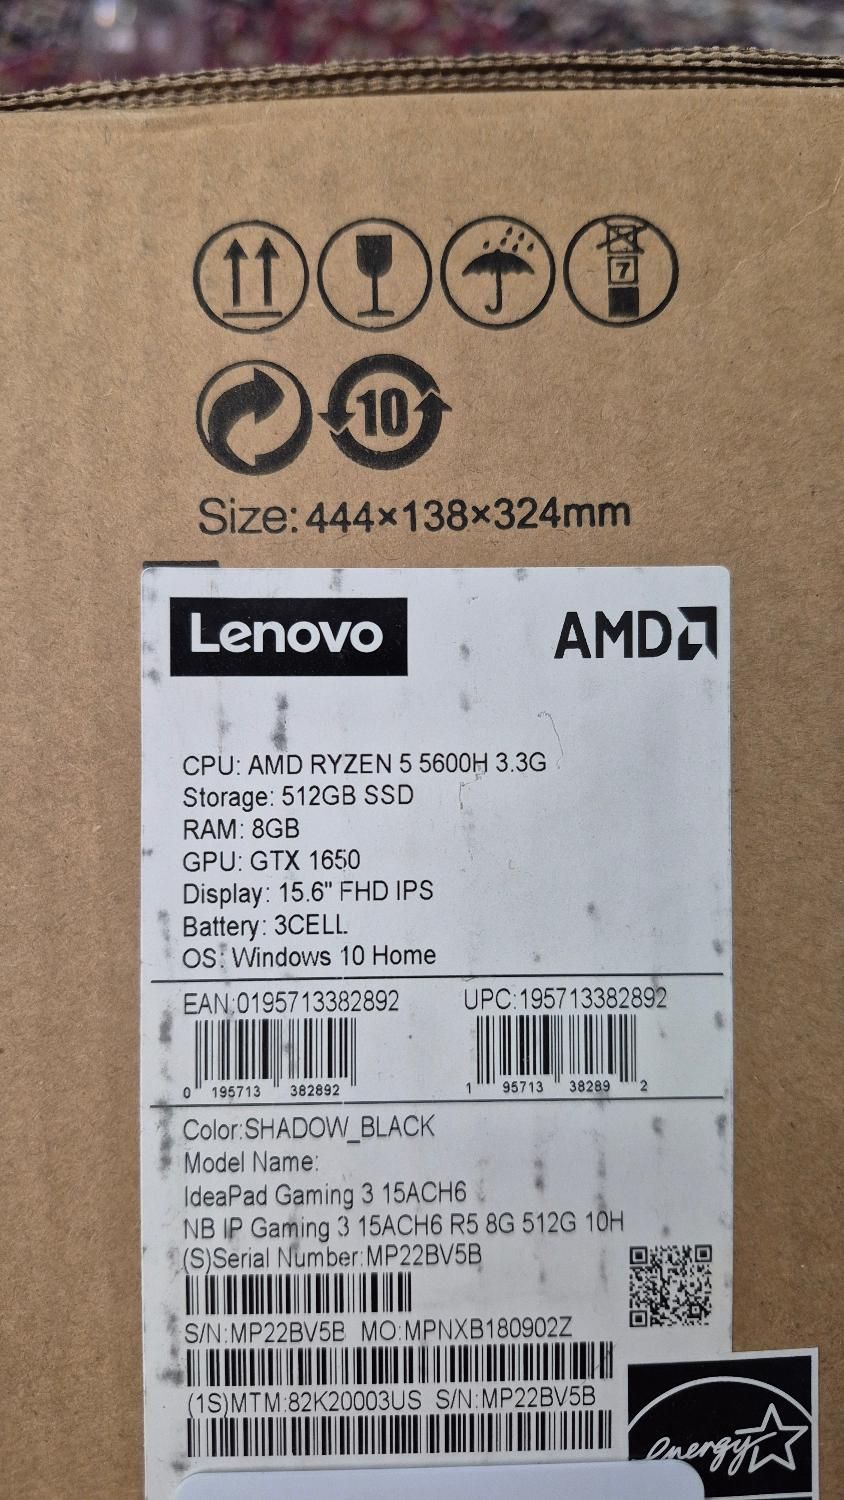 7
10
Size:444×138×324mm
Lenovo AMD
CPU: AMD RYZEN 5 5600H 3.3G
Storage: 512GB SSD
RAM: 8GB
GPU: GTX 1650
Display: 15.6" FHD IPS
Battery: 3CELL
OS: Windows 10 Home
EAN:0195713382892 UPC:195713382892
0 195713 382892 1 95713 38289 2
Color:SHADOW_BLACK
Model Name:
IdeaPad Gaming 3 15ACH6
NB IP Gaming 3 15ACH6 R5 8G 512G 10H
(S)Serial Number:MP22BV5B
S/N:MP22BV5B MO:MPNXB180902Z
(1S)MTM:82K20003US S/N:MP22BV5B
energy